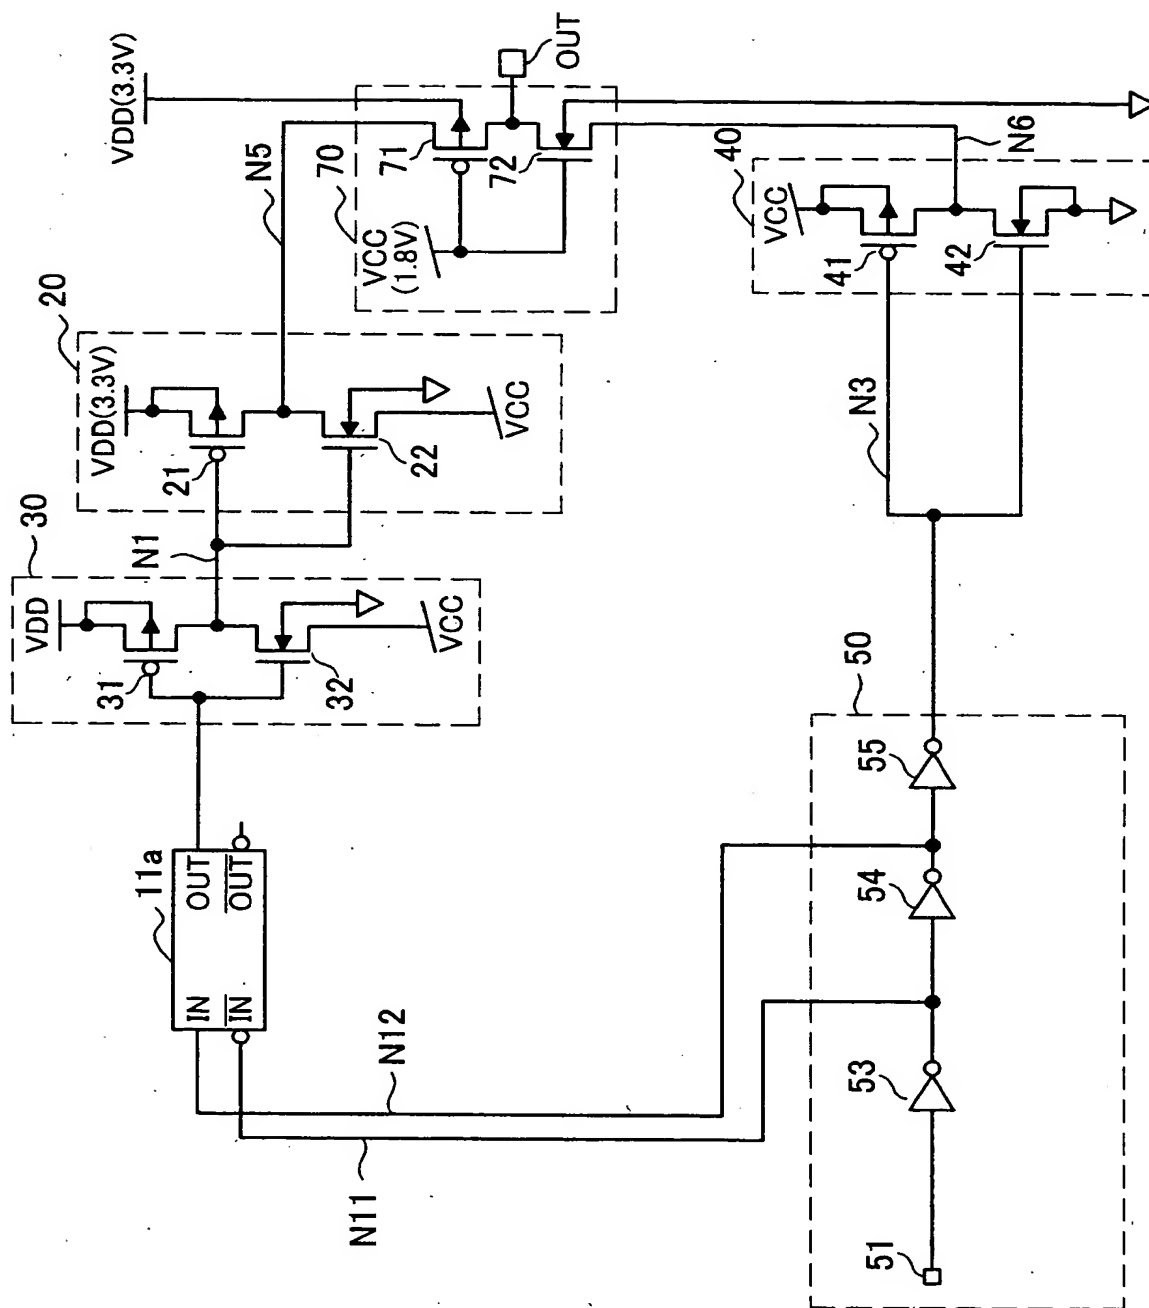 VDD(3.3V)
OUT
N5
70
71
72
VCC
(1.8V)
N6
40
VCC
41
42
20
VDD(3.3V)
21
22
VCC
N3
30
N1
VDD
31
32
VCC
50
55
54
53
51
11a
OUT
OUT
IN
IN
N12
N11